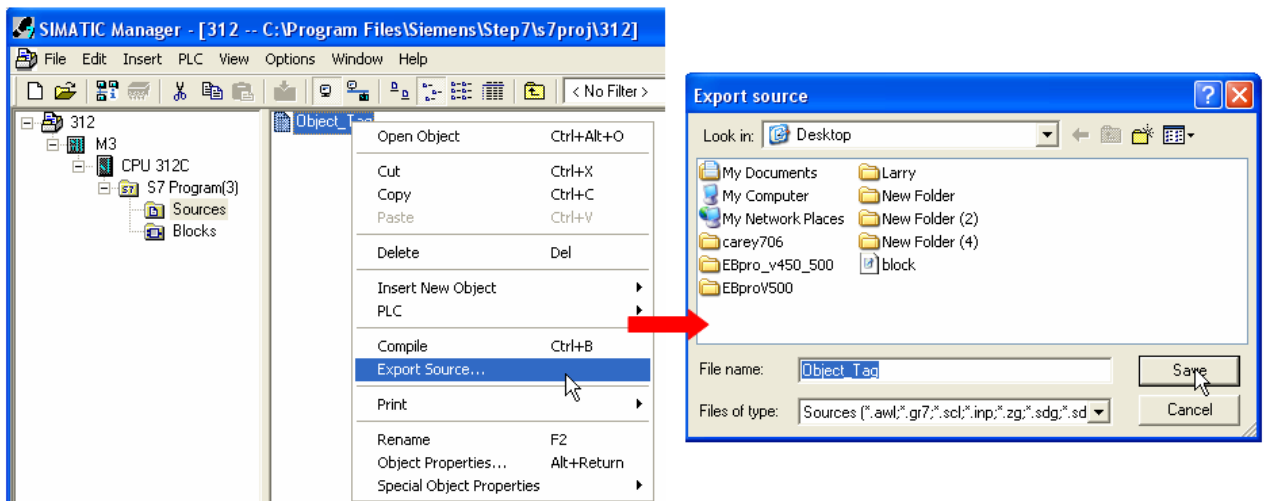 SIMATIC Manager - [312 -- C:\Program Files\Siemens\Step7\s7proj\312]
File Edit Insert PLC View Options Window Help
< No Filter >
312
M3
CPU 312C
S7 Program(3)
Sources
Blocks
Object_Tag
Open Object Ctrl+Alt+O
Cut Ctrl+X
Copy Ctrl+C
Paste Ctrl+V
Delete Del
Insert New Object
PLC
Compile Ctrl+B
Export Source...
Print
Rename F2
Object Properties... Alt+Return
Special Object Properties
Export source
Look in: Desktop
My Documents
My Computer
My Network Places
carey706
EBpro_v450_500
EBproV500
Larry
New Folder
New Folder (2)
New Folder (4)
block
File name: Object_Tag
Save
Files of type: Sources (*.awl;*.gr7;*.scl;*.inp;*.zg;*.sdg;*.sd
Cancel